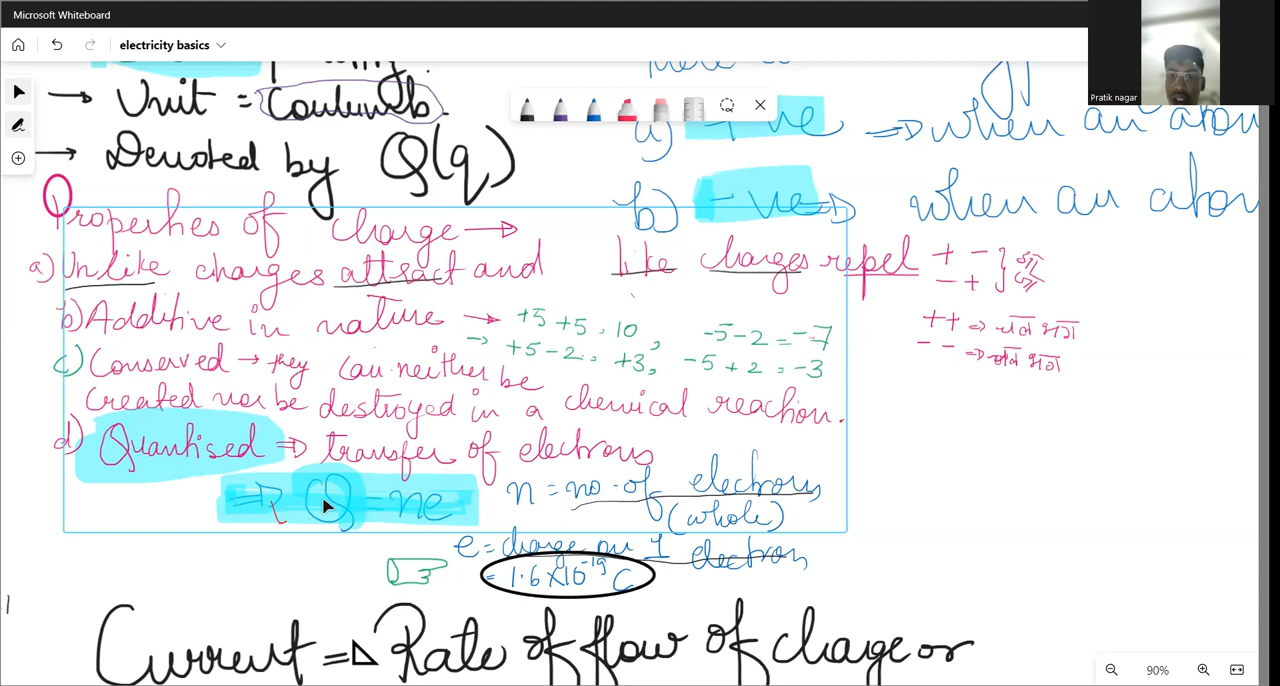 Microsoft Whiteboard
electricity basics
Pratik nagar
→ Unit = Coulumb.
→ Denoted by Q(q)
a) +ve ⇒ when an atom
b) -ve ⇒ when an atom
Properties of charge →
a) Unlike charges attract and like charges repel
+ -
- +
b) Additive in nature → +5 +5 = 10, -5 -2 = -7
→ +5 -2 = +3, -5 +2 = -3
++ ⇒
-- ⇒
c) Conserved → they can neither be
created nor be destroyed in a chemical reaction.
d) Quantised ⇒ transfer of electrons
⇒ Q = ne
n = no. of electrons
(whole)
e = charge on 1 electron
= 1.6×10⁻¹⁹ C
Current = Rate of flow of charge or
90%